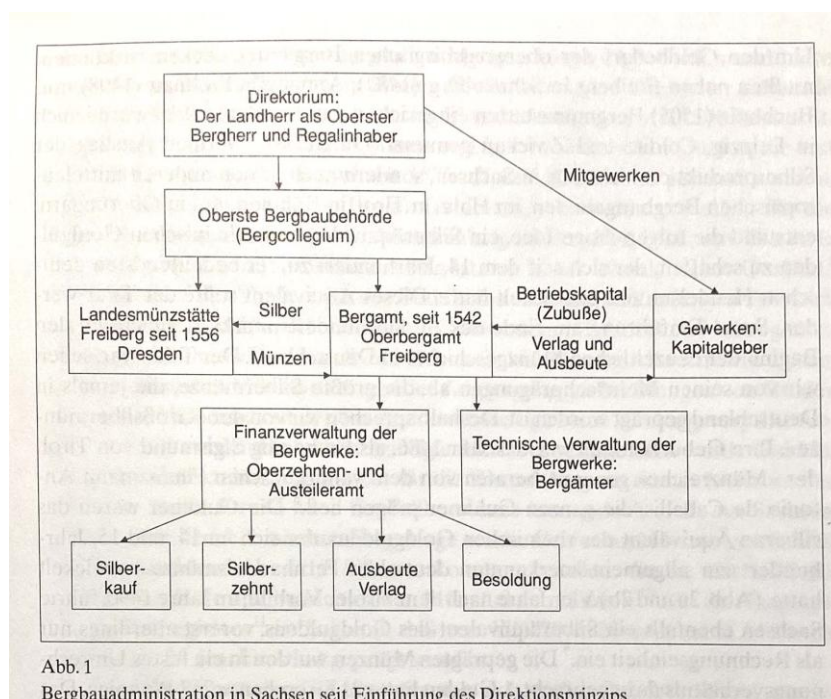 Direktorium:
Der Landherr als Oberster
Bergherr und Regalinhaber
Mitgewerken
Oberste Bergbaubehörde
(Bergcollegium)
Landesmünzstätte
Freiberg seit 1556
Dresden
Silber
Münzen
Bergamt, seit 1542
Oberbergamt
Freiberg
Betriebskapital
(Zubuße)
Verlag und
Ausbeute
Gewerken:
Kapitalgeber
Finanzverwaltung der
Bergwerke:
Oberzehnten- und
Austeileramt
Technische Verwaltung der
Bergwerke:
Bergämter
Silber-
kauf
Silber-
zehnt
Ausbeute
Verlag
Besoldung
Abb. 1
Bergbauadministration in Sachsen seit Einführung des Direktionsprinzips